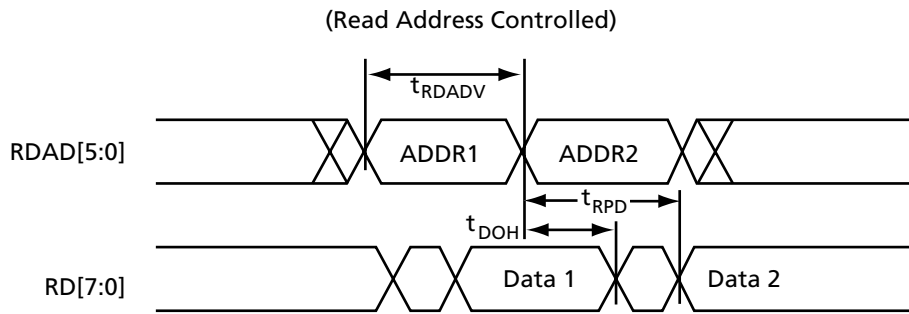 (Read Address Controlled)
tRDADV
RDAD[5:0]
ADDR1
ADDR2
tRPD
tDOH
RD[7:0]
Data 1
Data 2